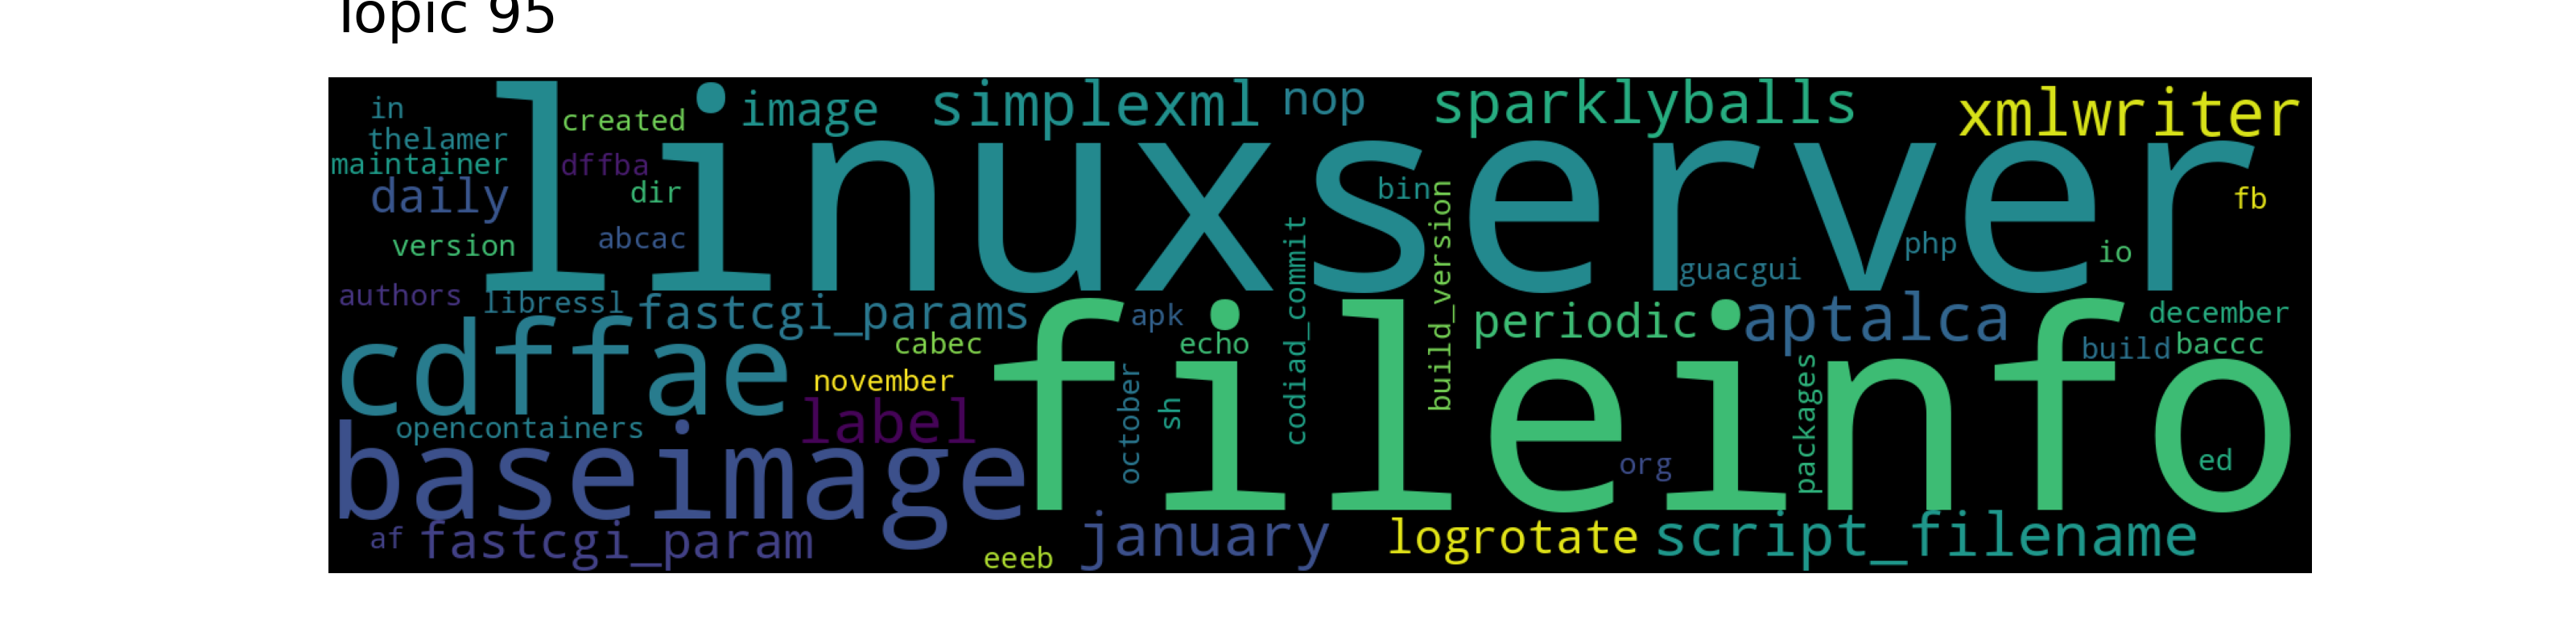 Topic 95
in
thelamer
maintainer
daily
version
authors
created
dffba
dir
abcac
linuxserver
image
simplexml
nop
sparklyballs
xmlwriter
bin
fb
php
io
guacgui
codiad_commit
build_version
libressl
fastcgi_params
apk
periodic
aptalca
december
cdffae
cabec
echo
build
baccc
november
fileinfo
label
october
sh
packages
opencontainers
baseimage
org
ed
af
fastcgi_param
eeeb
january
logrotate
script_filename